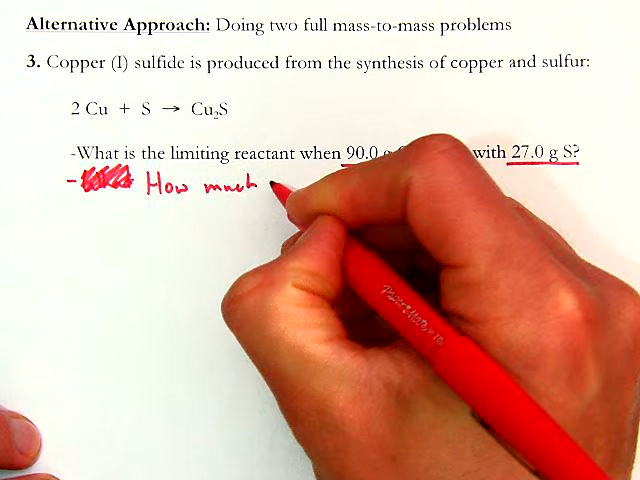 Alternative Approach: Doing two full mass-to-mass problems
3. Copper (I) sulfide is produced from the synthesis of copper and sulfur:
2 Cu + S → Cu₂S
-What is the limiting reactant when 90.0 with 27.0 g S?
- How much